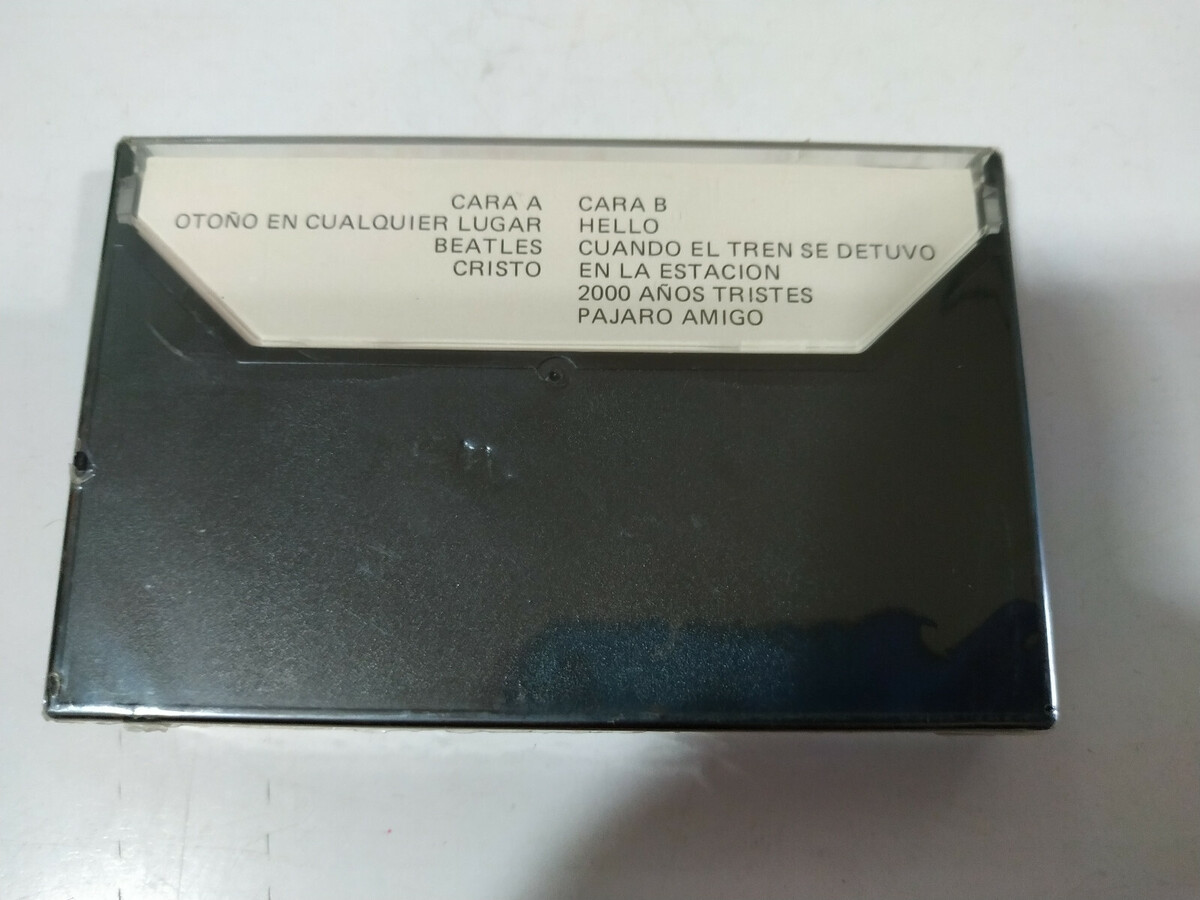 CARA A
OTOÑO EN CUALQUIER LUGAR
BEATLES
CRISTO
CARA B
HELLO
CUANDO EL TREN SE DETUVO
EN LA ESTACION
2000 AÑOS TRISTES
PAJARO AMIGO